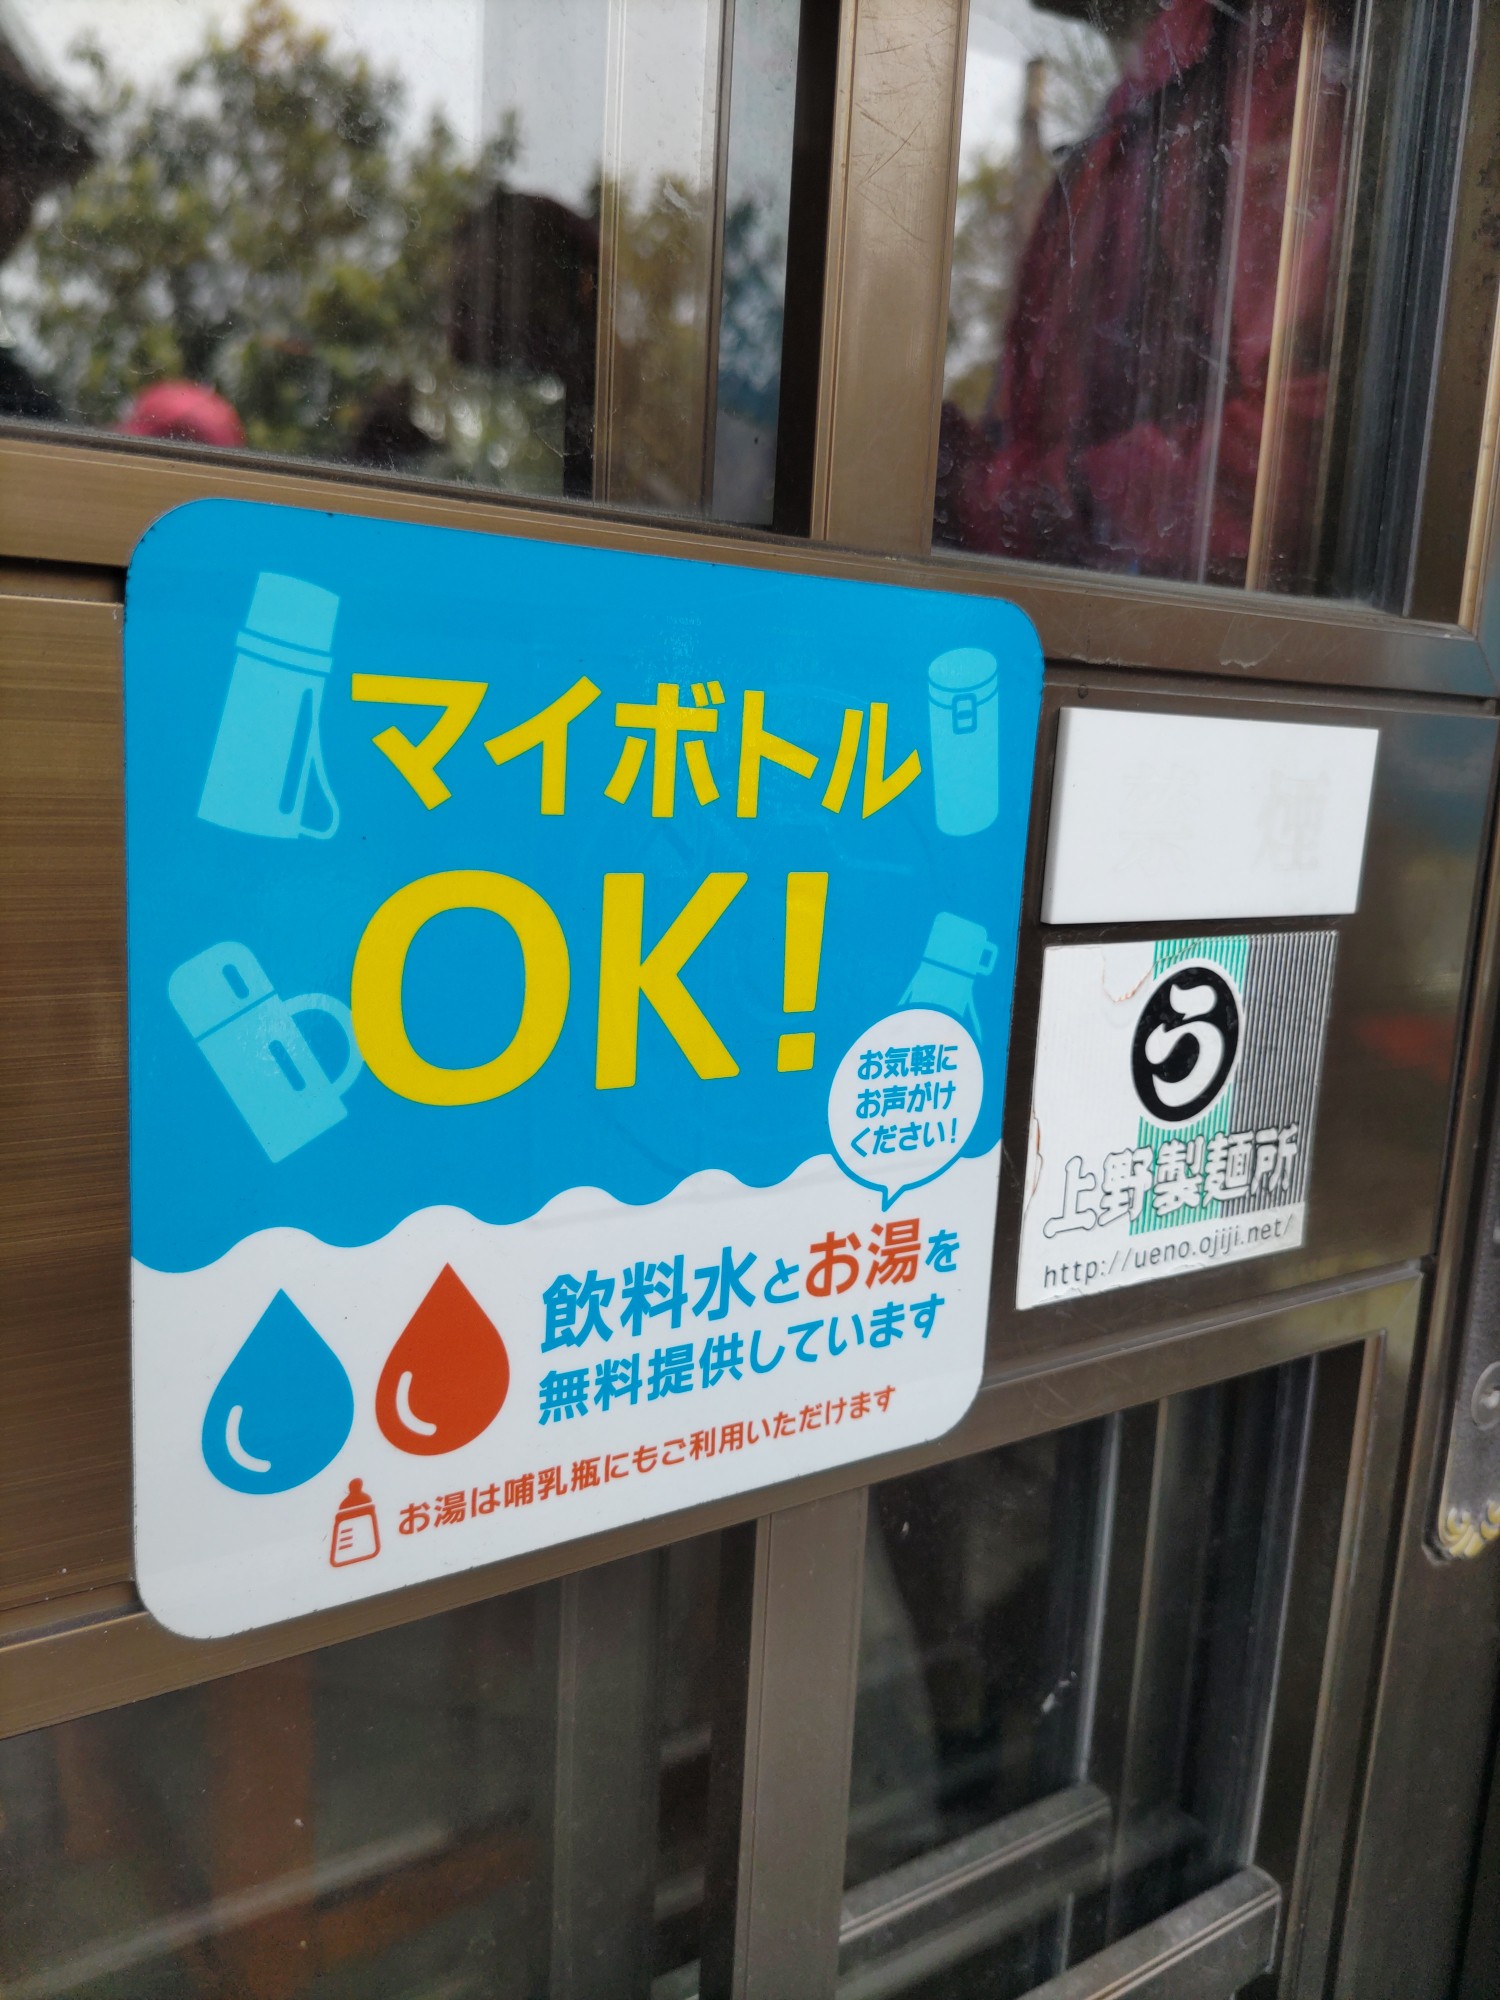 マイボトル
OK!
お気軽に
お声がけ
ください!
飲料水とお湯を
無料提供しています
お湯は哺乳瓶にもご利用いただけます
禁煙
う
上野製麺所
http://ueno.ojiji.net/